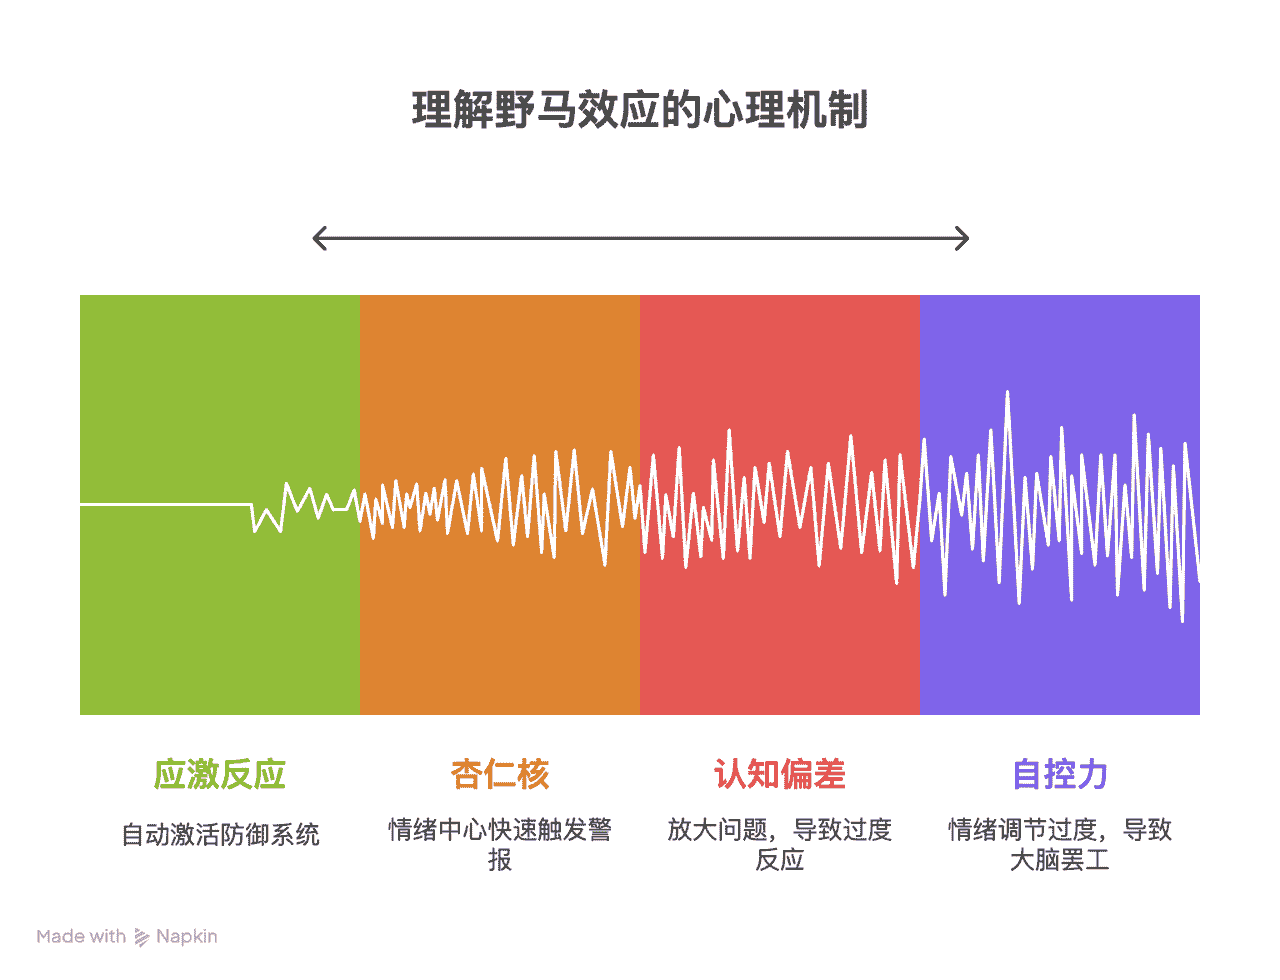 理解野马效应的心理机制
应激反应
杏仁核
认知偏差
自控力
自动激活防御系统
情绪中心快速触发警
报
放大问题，导致过度
反应
情绪调节过度，导致
大脑罢工
Made with Napkin